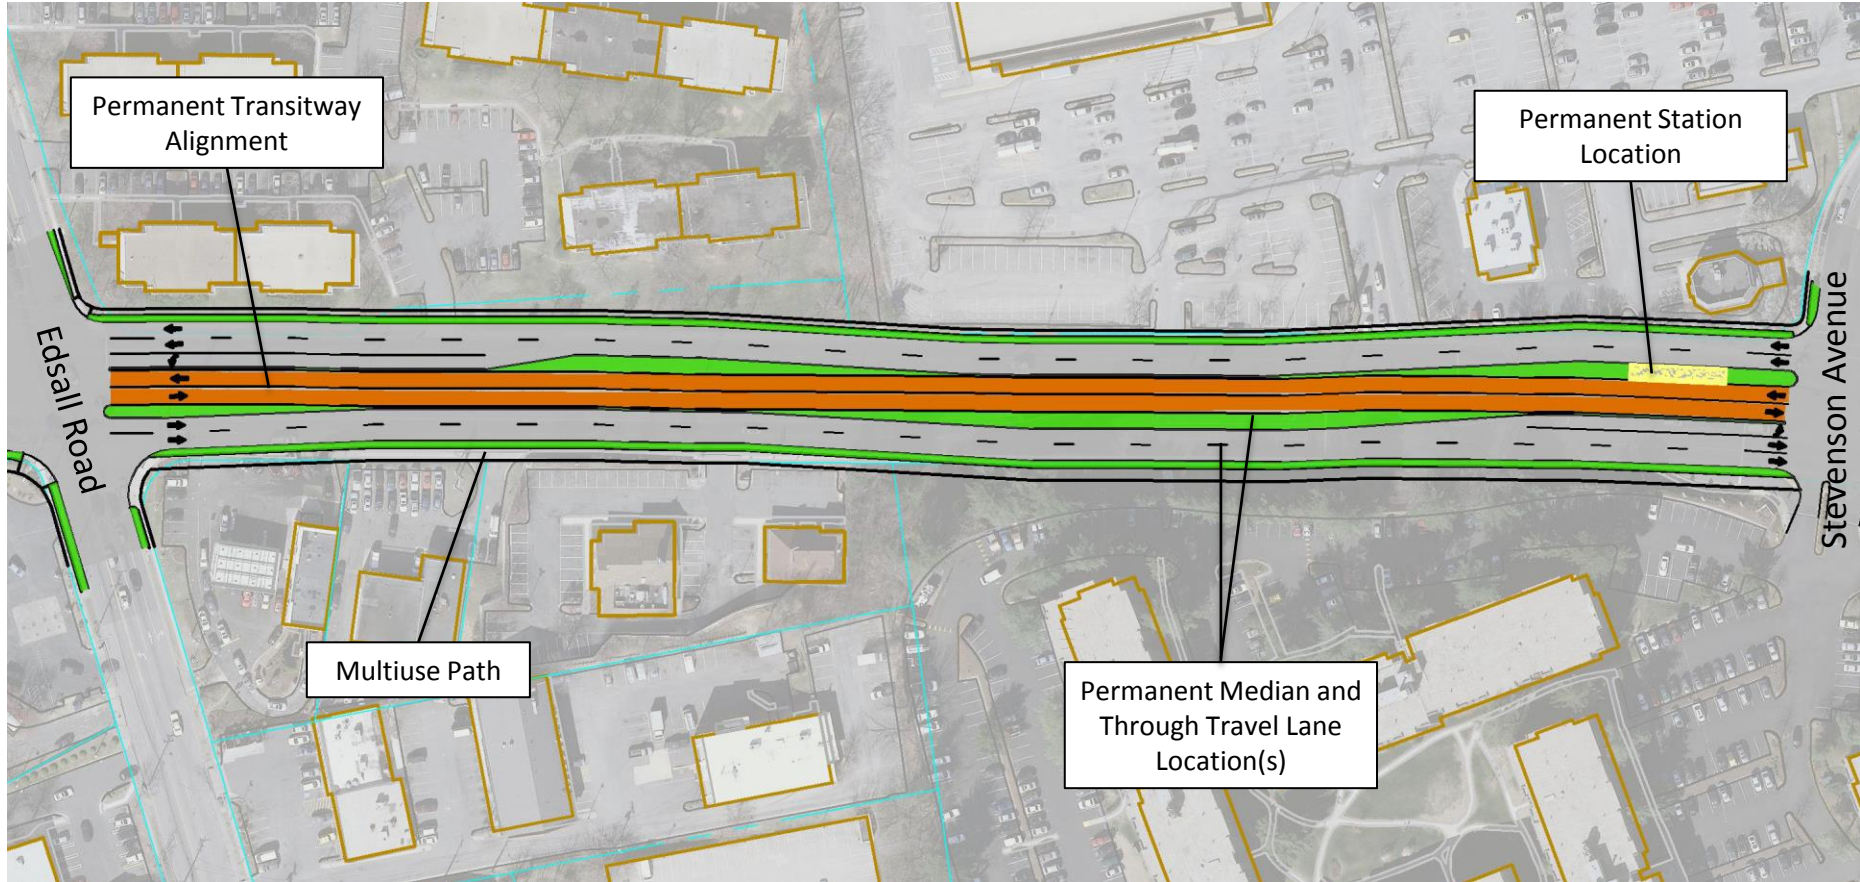 Permanent Transitway
Alignment
Permanent Station
Location
Edsall Road
Stevenson Avenue
Multiuse Path
Permanent Median and
Through Travel Lane
Location(s)